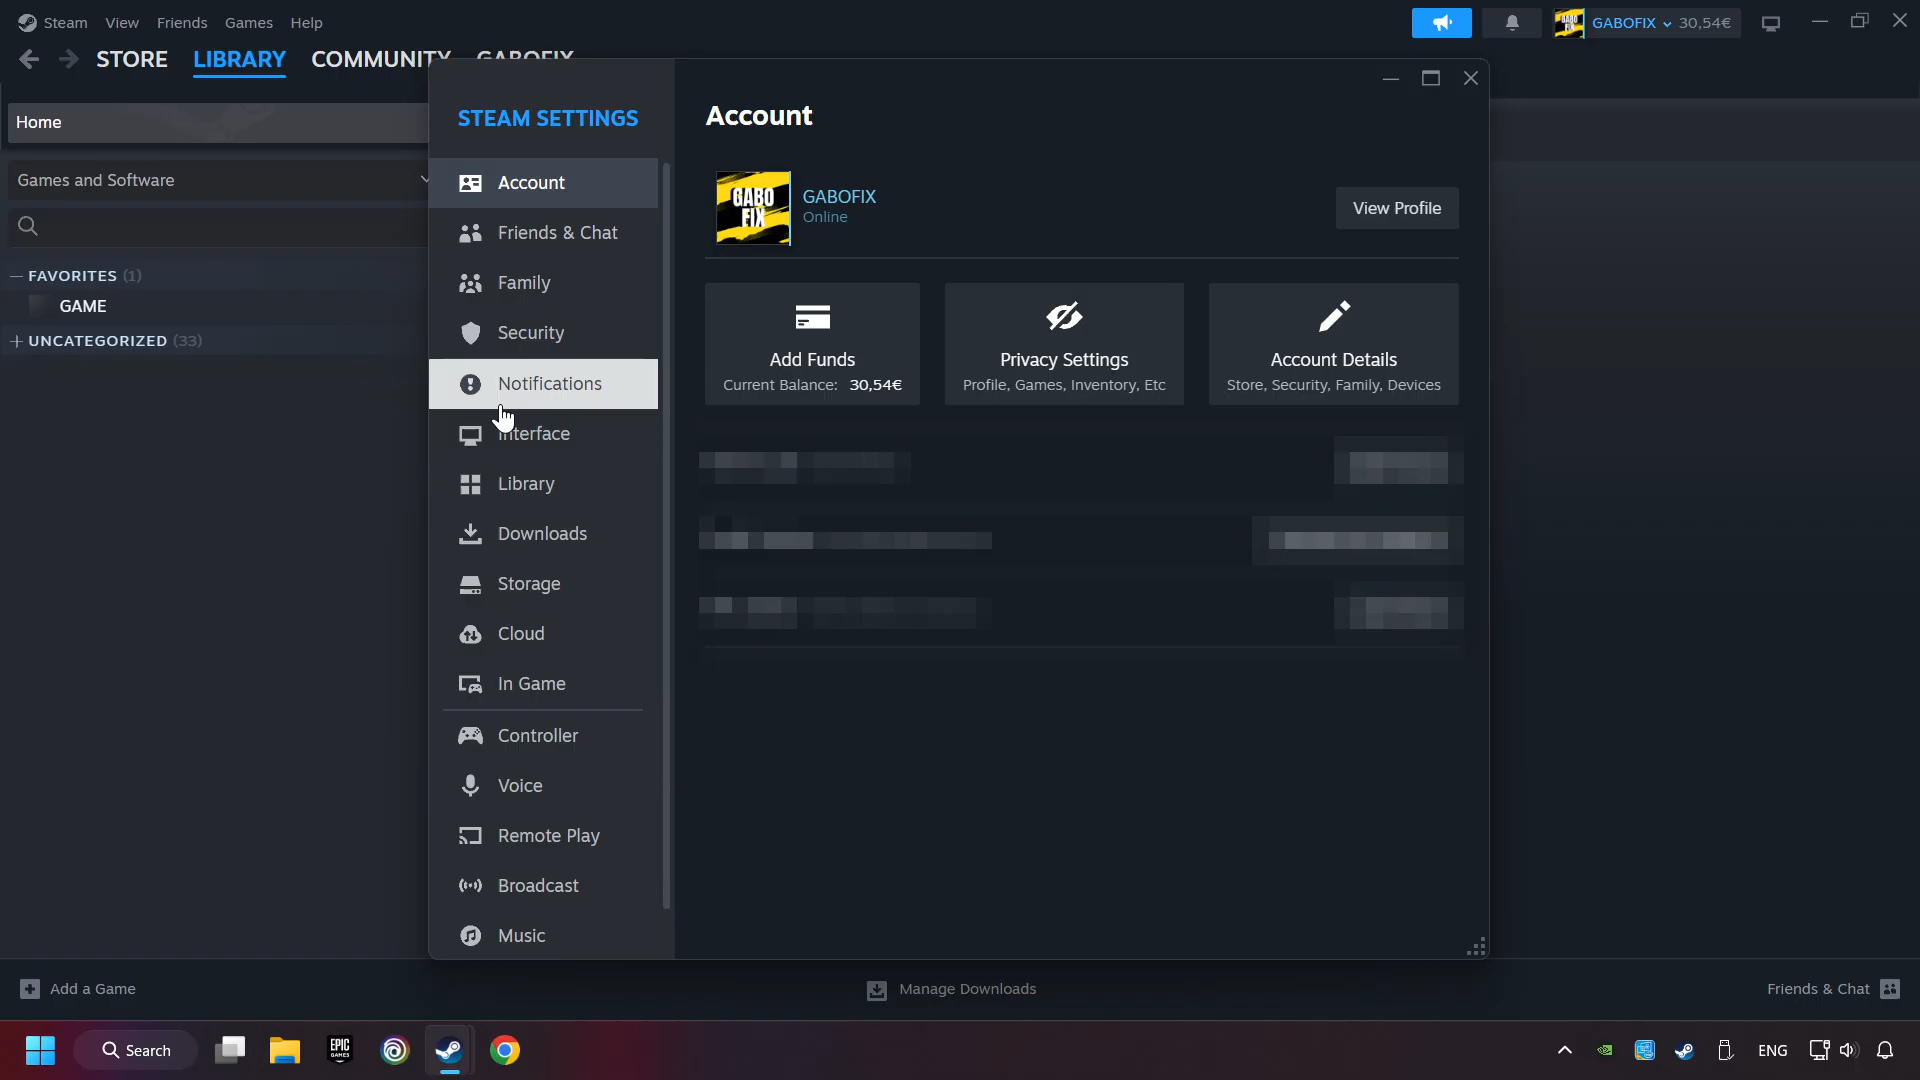 Steam View Friends Games Help
GABOFIX 30,54€
STORE LIBRARY COMMUNITY GABOFIX
Home
Games and Software
FAVORITES (1)
GAME
UNCATEGORIZED (33)
STEAM SETTINGS
Account
Friends & Chat
Family
Security
Notifications
Interface
Library
Downloads
Storage
Cloud
In Game
Controller
Voice
Remote Play
Broadcast
Music
Account
GABO
FIX
GABOFIX
Online
View Profile
Add Funds
Current Balance: 30,54€
Privacy Settings
Profile, Games, Inventory, Etc
Account Details
Store, Security, Family, Devices
Add a Game
Manage Downloads
Friends & Chat
Search
EPIC
GAMES
ENG